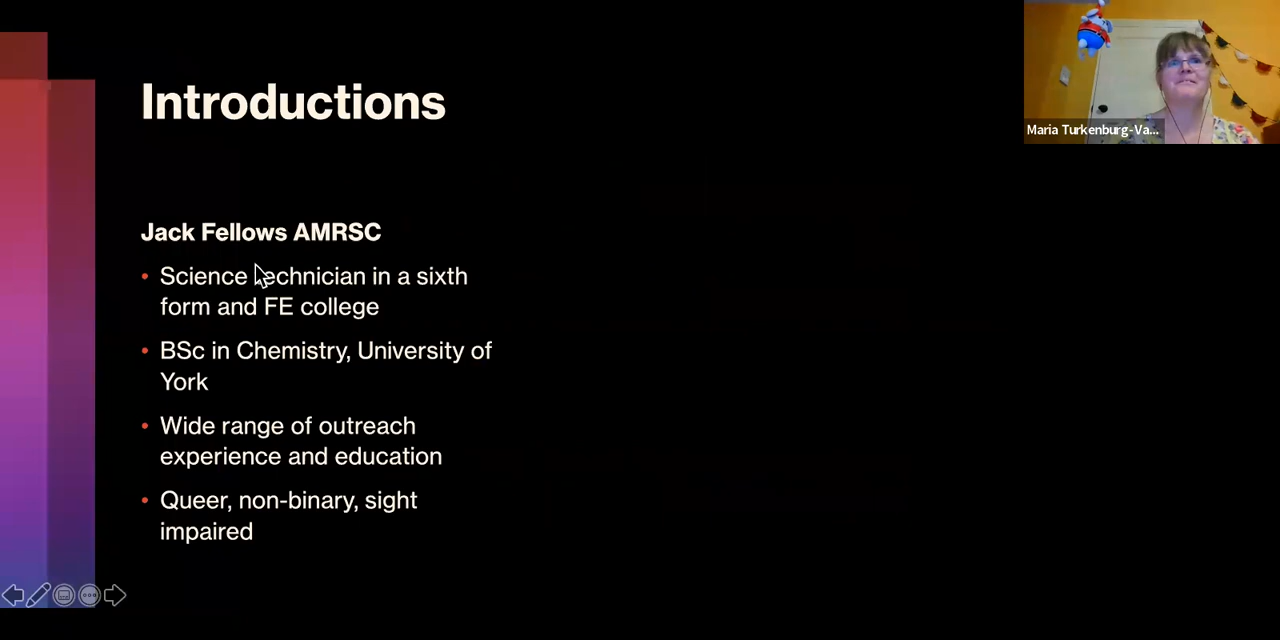 Introductions
Maria Turkenburg-Va...
Jack Fellows AMRSC
• Science technician in a sixth
form and FE college
• BSc in Chemistry, University of
York
• Wide range of outreach
experience and education
• Queer, non-binary, sight
impaired